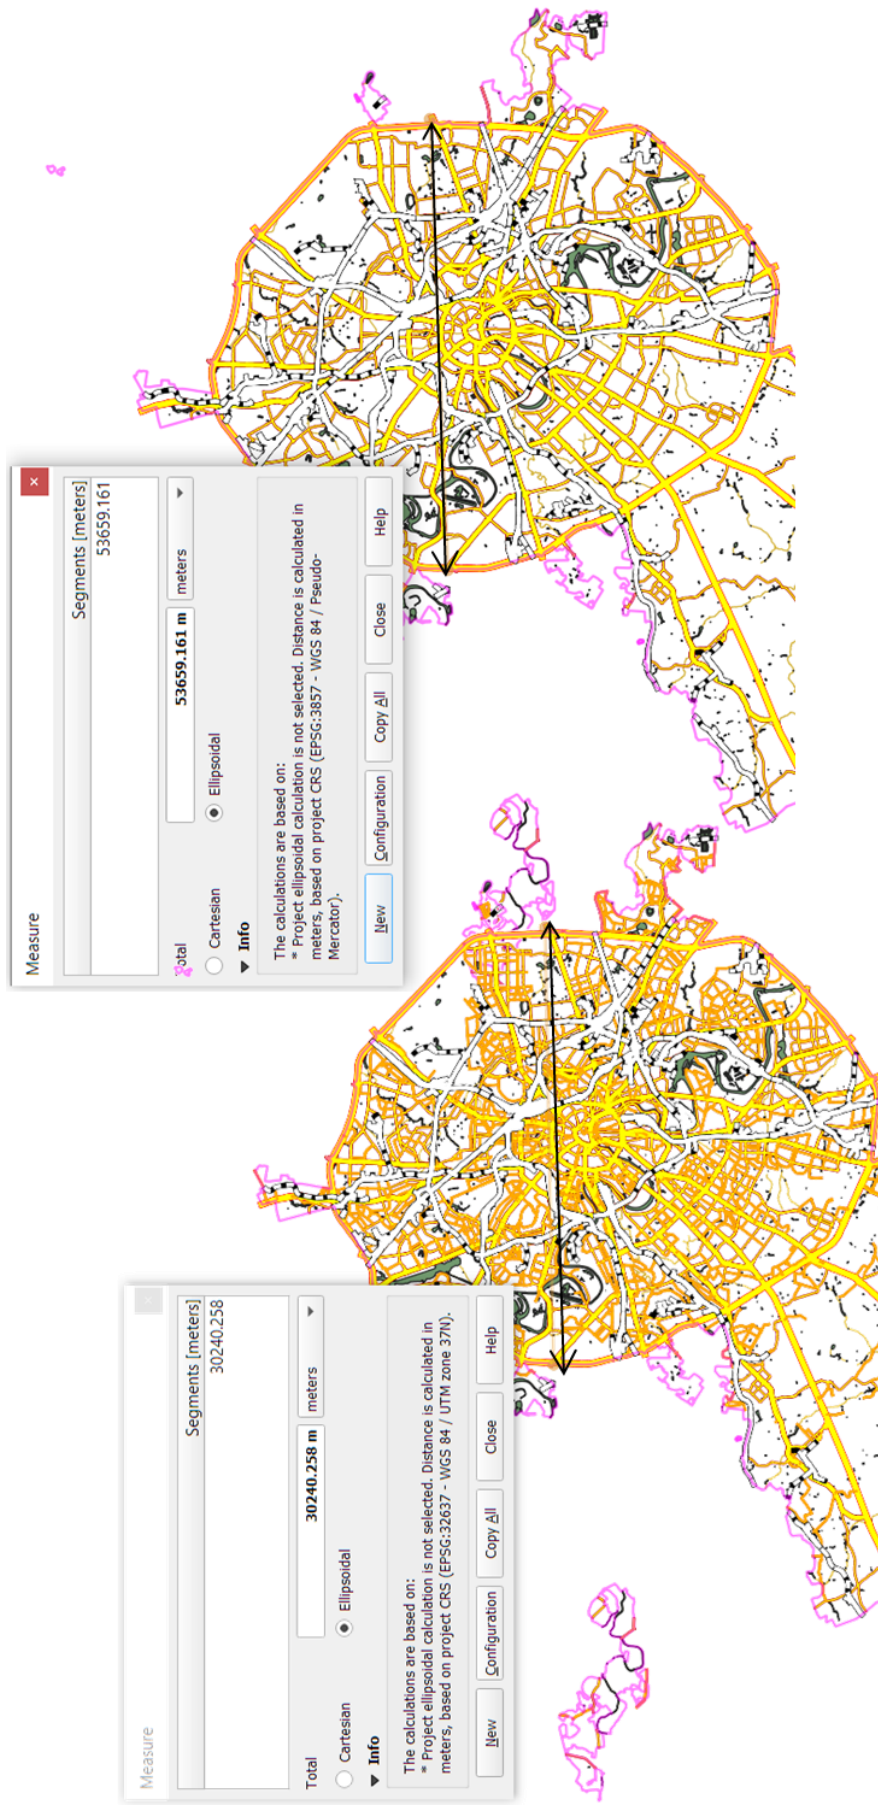 Measure
Segments [meters]
30240.258
Total
30240.258 m
meters
Cartesian
Ellipsoidal
Info
The calculations are based on:
* Project ellipsoidal calculation is not selected. Distance is calculated in
meters, based on project CRS (EPSG:32637 - WGS 84 / UTM zone 37N).
New
Configuration
Copy All
Close
Help
Measure
Segments [meters]
53659.161
otal
53659.161 m
meters
Cartesian
Ellipsoidal
Info
The calculations are based on:
* Project ellipsoidal calculation is not selected. Distance is calculated in
meters, based on project CRS (EPSG:3857 - WGS 84 / Pseudo-
Mercator).
New
Configuration
Copy All
Close
Help